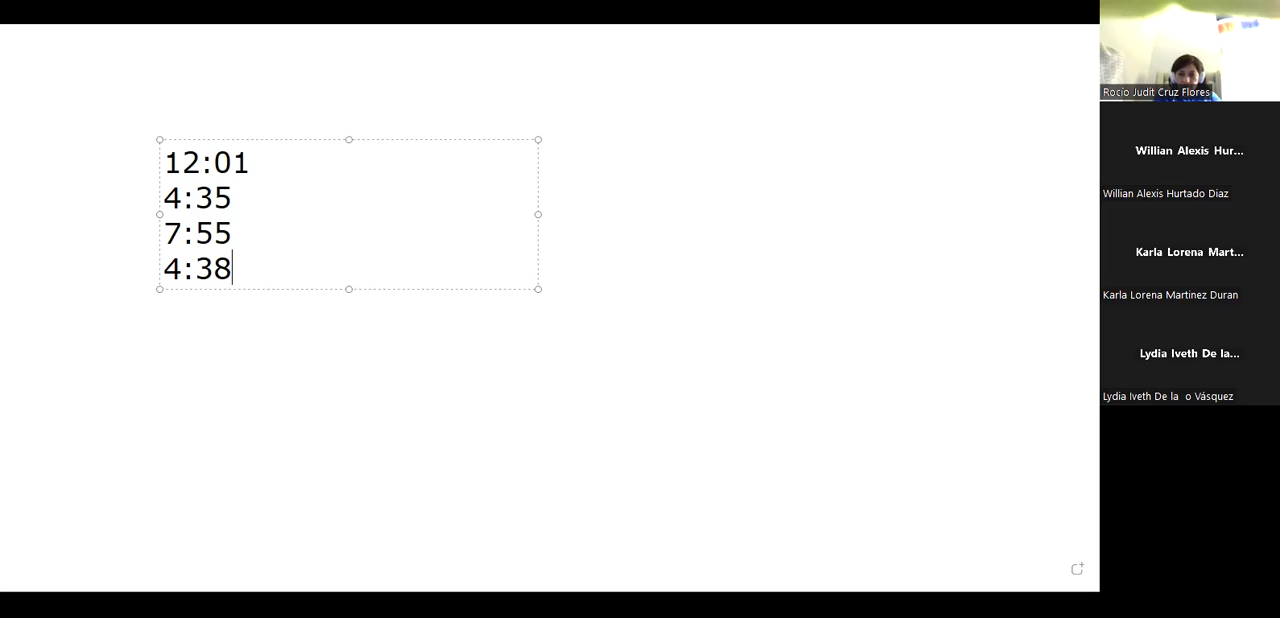 12:01
4:35
7:55
4:38
Rocío Judit Cruz Flores
Willian Alexis Hur...
Willian Alexis Hurtado Diaz
Karla Lorena Mart...
Karla Lorena Martinez Duran
Lydia Iveth De la...
Lydia Iveth De la o Vásquez